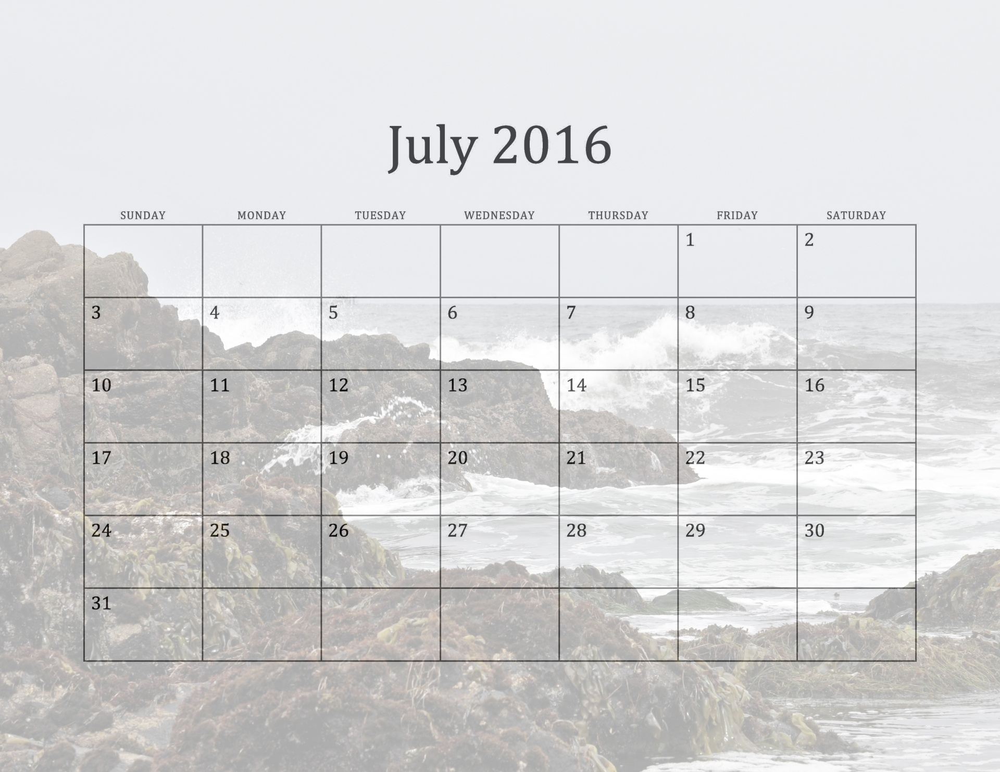 July 2016
SUNDAY MONDAY TUESDAY WEDNESDAY THURSDAY FRIDAY SATURDAY
1 2
3 4 5 6 7 8 9
10 11 12 13 14 15 16
17 18 19 20 21 22 23
24 25 26 27 28 29 30
31